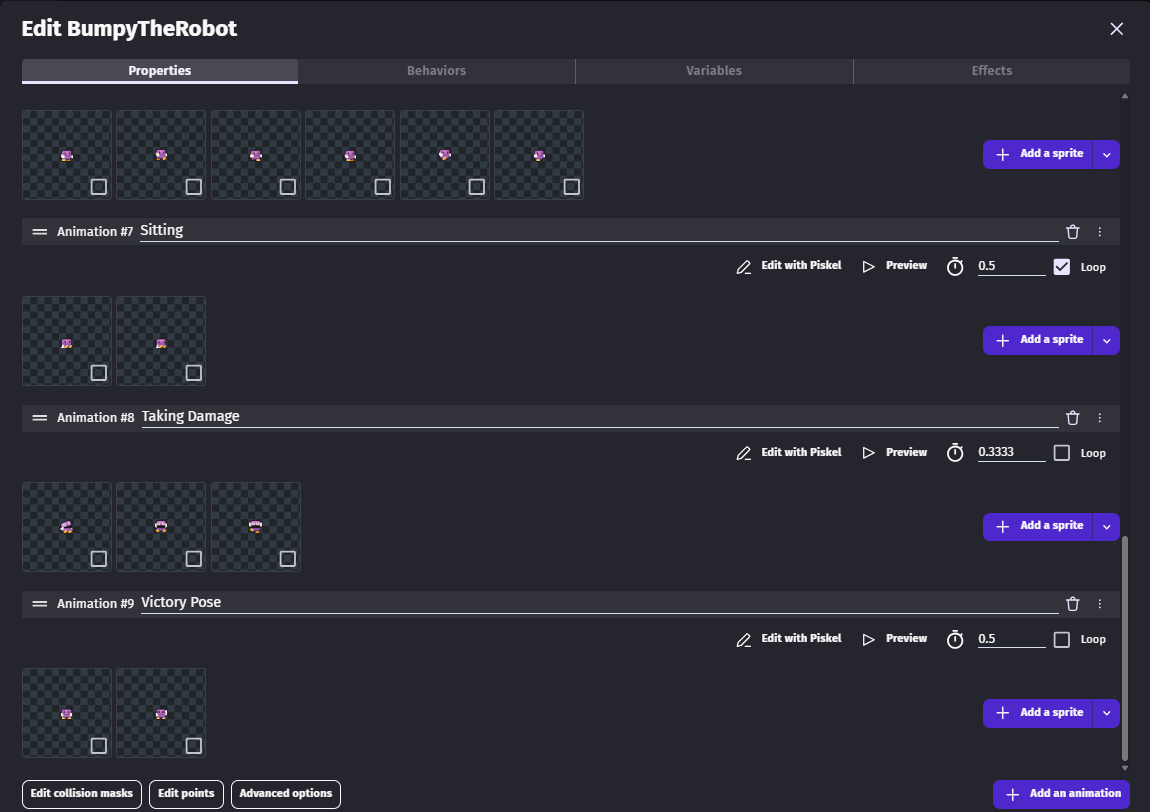 Edit BumpyTheRobot
Properties
Behaviors
Variables
Effects
Add a sprite
Animation #7 Sitting
Edit with Piskel
Preview
0.5
Loop
Add a sprite
Animation #8 Taking Damage
Edit with Piskel
Preview
0.3333
Loop
Add a sprite
Animation #9 Victory Pose
Edit with Piskel
Preview
0.5
Loop
Add a sprite
Edit collision masks
Edit points
Advanced options
Add an animation